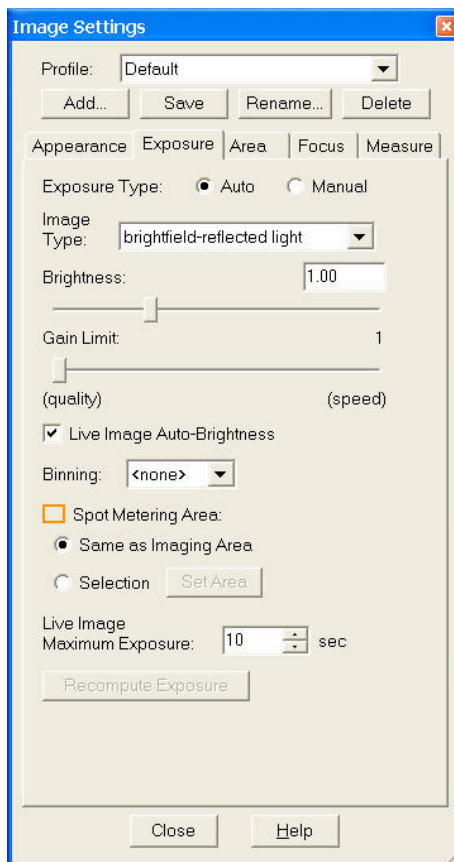 Image Settings
Profile: Default
Add... Save Rename... Delete
Appearance Exposure Area Focus Measure
Exposure Type: Auto Manual
Image
Type: brightfield-reflected light
Brightness: 1.00
Gain Limit: 1
(quality) (speed)
Live Image Auto-Brightness
Binning: <none>
Spot Metering Area:
Same as Imaging Area
Selection Set Area
Live Image
Maximum Exposure: 10 sec
Recompute Exposure
Close Help